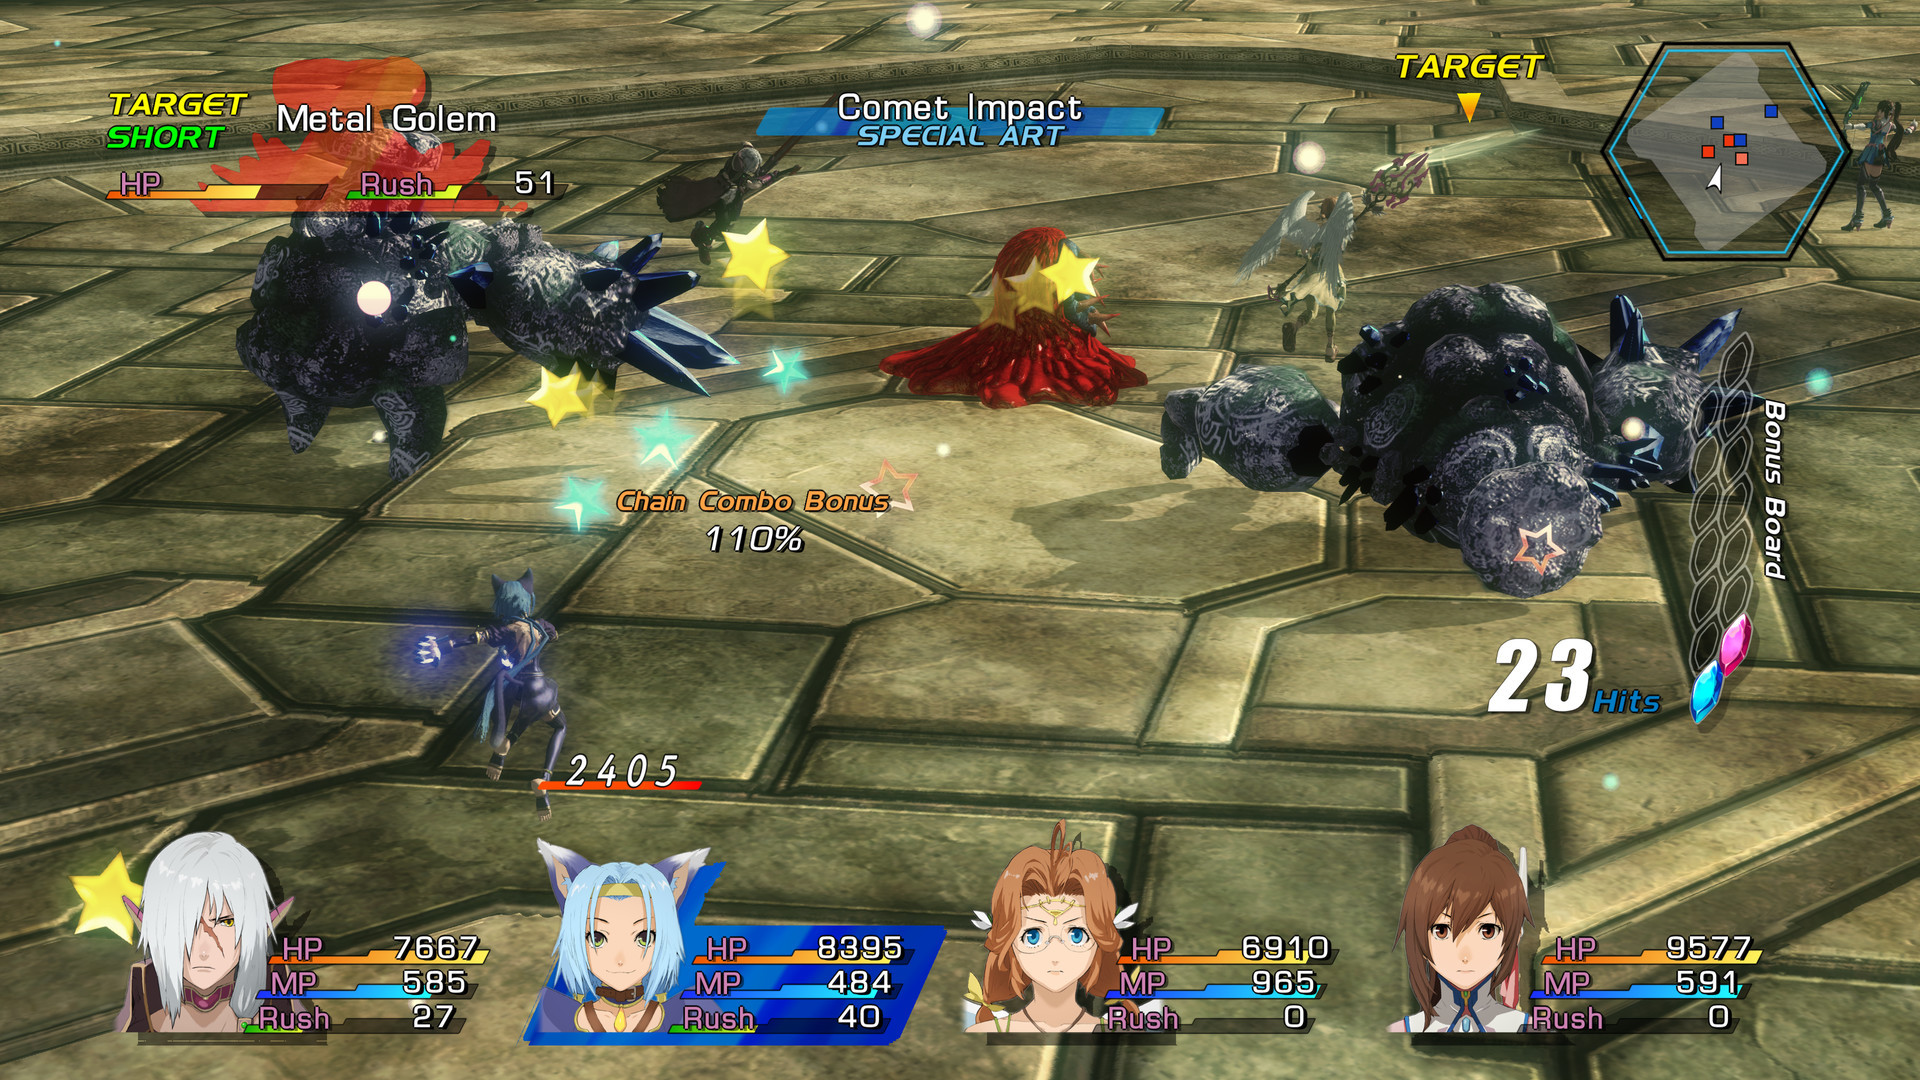 TARGET
SHORT
Metal Golem
HP
Rush 51
Comet Impact
SPECIAL ART
TARGET
Bonus Board
Chain Combo Bonus
110%
23 Hits
2405
HP 7667
MP 585
Rush 27
HP 8395
MP 484
Rush 40
HP 6910
MP 965
Rush 0
HP 9577
MP 591
Rush 0